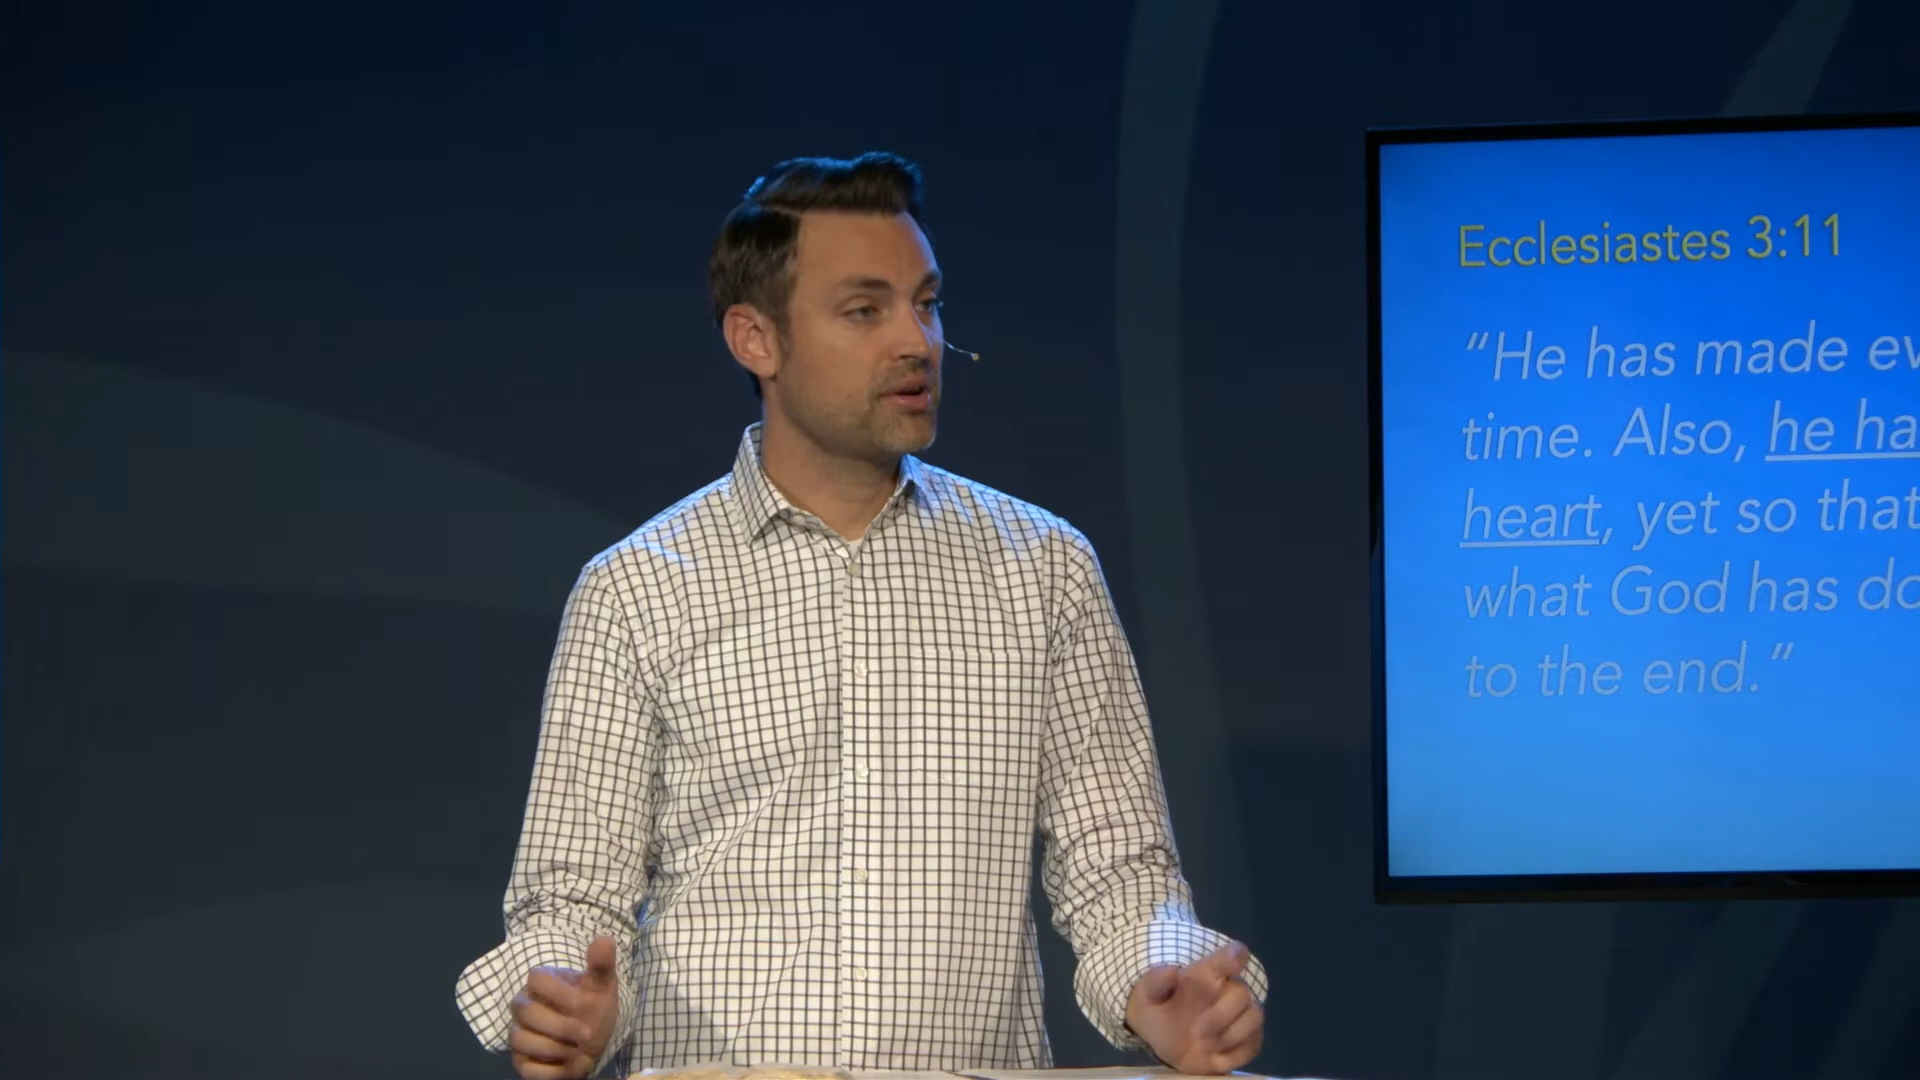 Ecclesiastes 3:11
“He has made ev
time. Also, he ha
heart, yet so that
what God has do
to the end.”